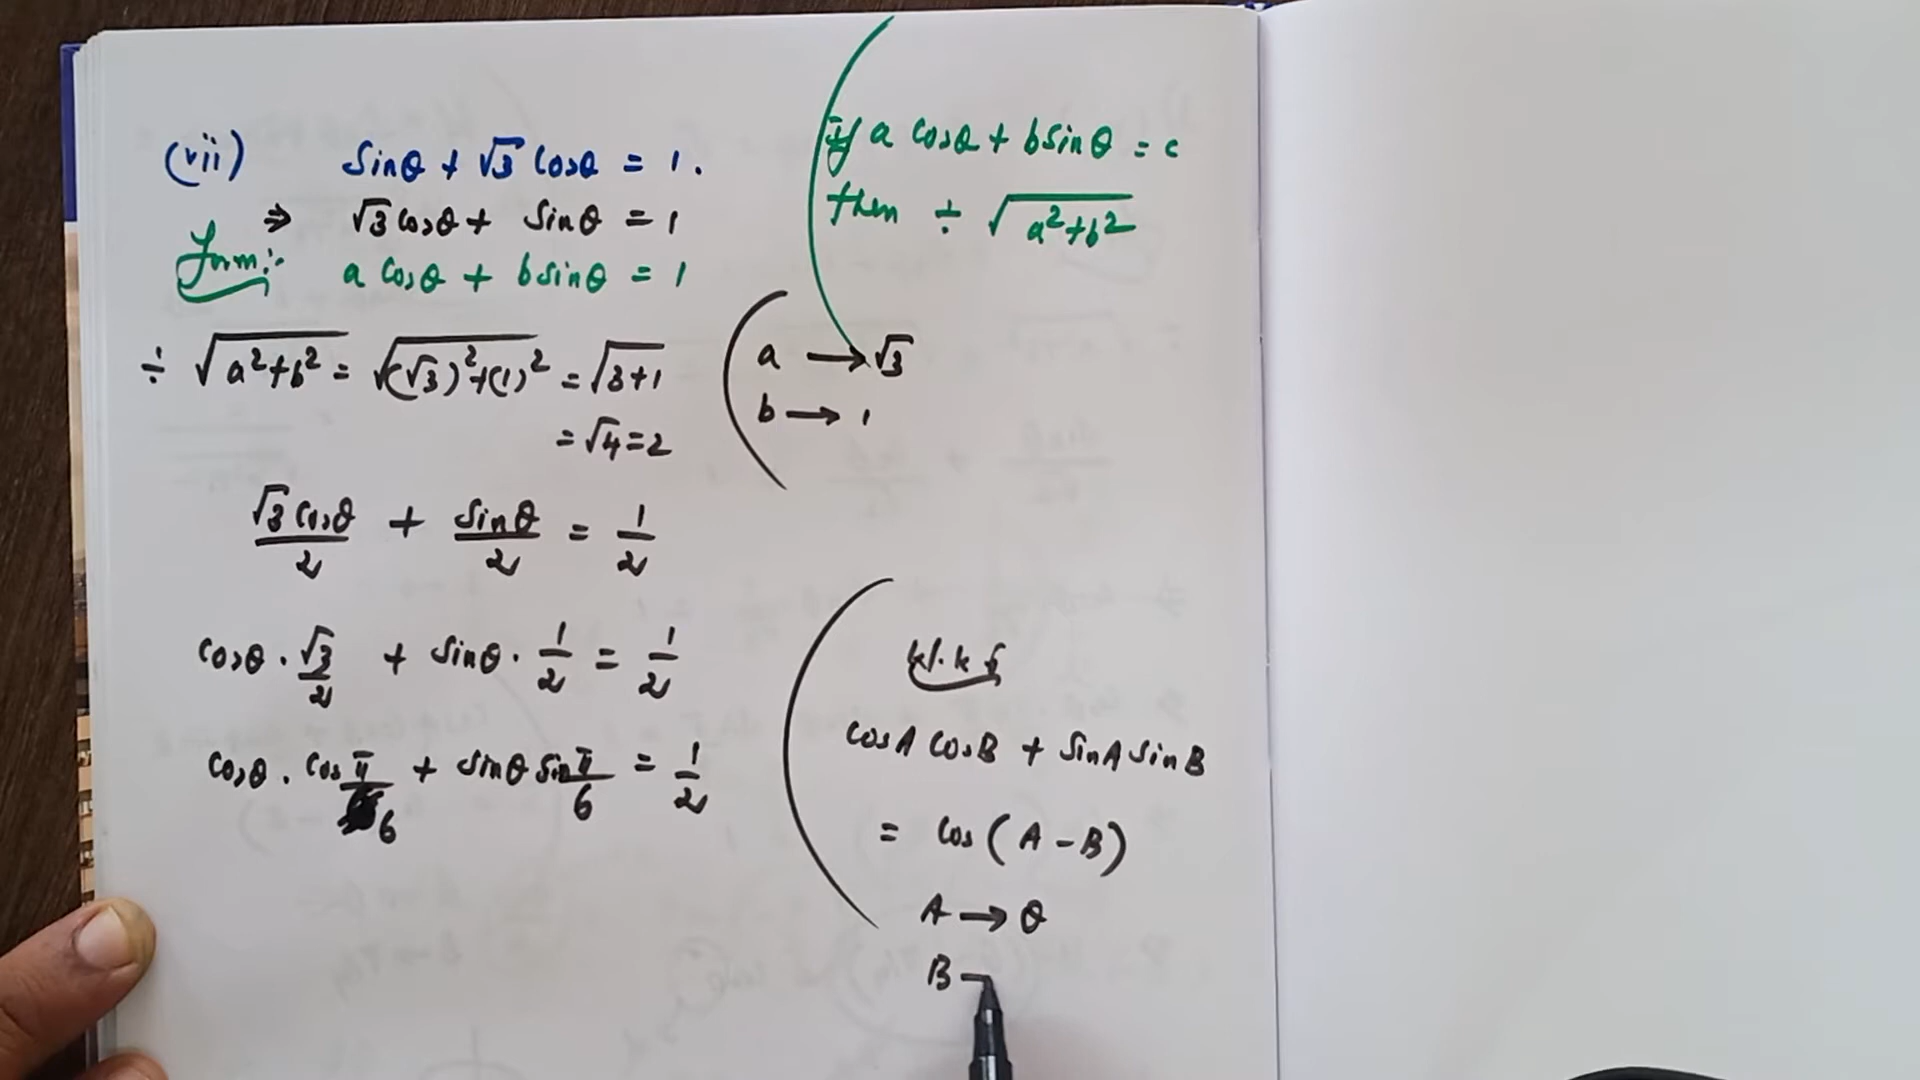 (vii) sinθ + √3 cosθ = 1.
⇒ √3 cosθ + sinθ = 1
Form:- a cosθ + b sinθ = 1
÷ √(a²+b²) = √((√3)²+(1)²) = √(3+1)
= √4 = 2
√3 cosθ/2 + sinθ/2 = 1/2
cosθ · √3/2 + sinθ · 1/2 = 1/2
cosθ . cos π/6 + sinθ sin π/6 = 1/2
If a cosθ + b sinθ = c
then ÷ √(a²+b²)
a → √3
b → 1
cosA cosB + sinA sinB
= cos(A - B)
A → θ
B -